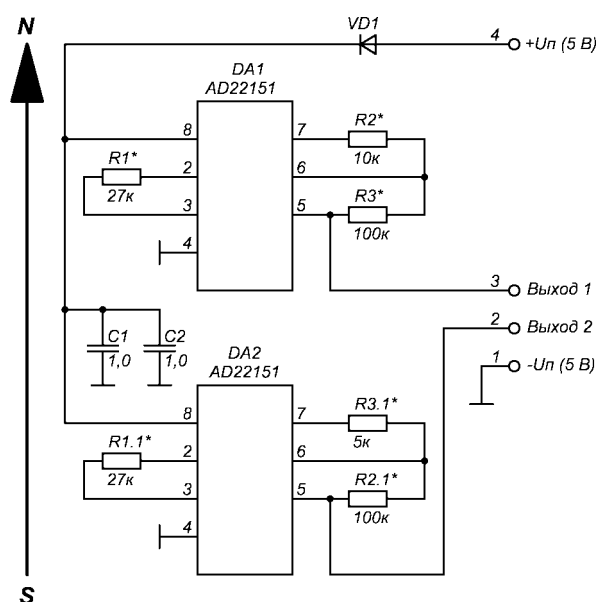 N
VD1
4
+Uп (5 В)
DA1
AD22151
8
7
R2*
10к
R1*
27к
2
6
3
5
R3*
100к
4
3
Выход 1
2
Выход 2
C1
1,0
C2
1,0
1
-Uп (5 В)
DA2
AD22151
8
7
R3.1*
5к
R1.1*
27к
2
6
3
5
R2.1*
100к
4
S